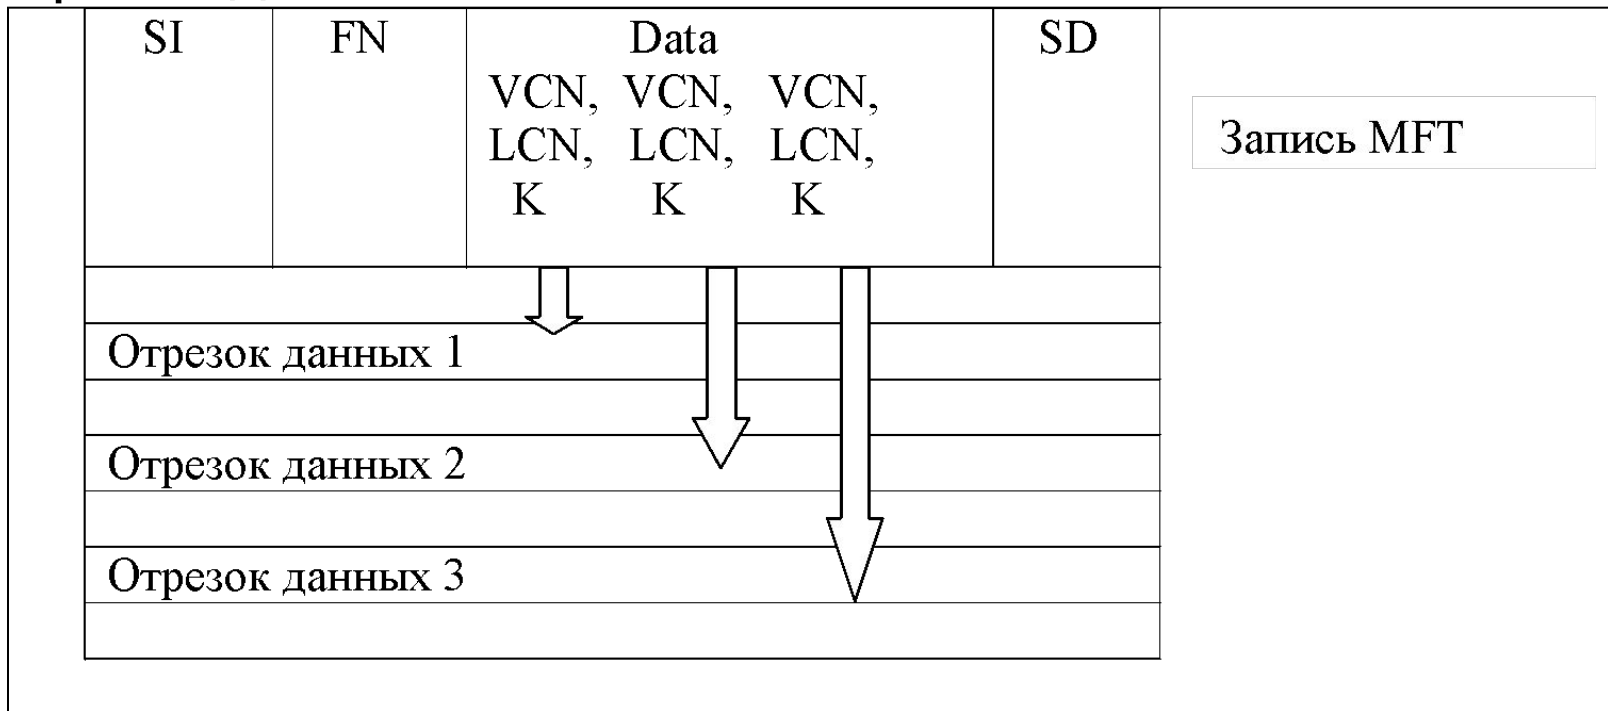 SI FN Data SD
VCN, VCN, VCN,
LCN, LCN, LCN,
K K K
Запись MFT
Отрезок данных 1
Отрезок данных 2
Отрезок данных 3